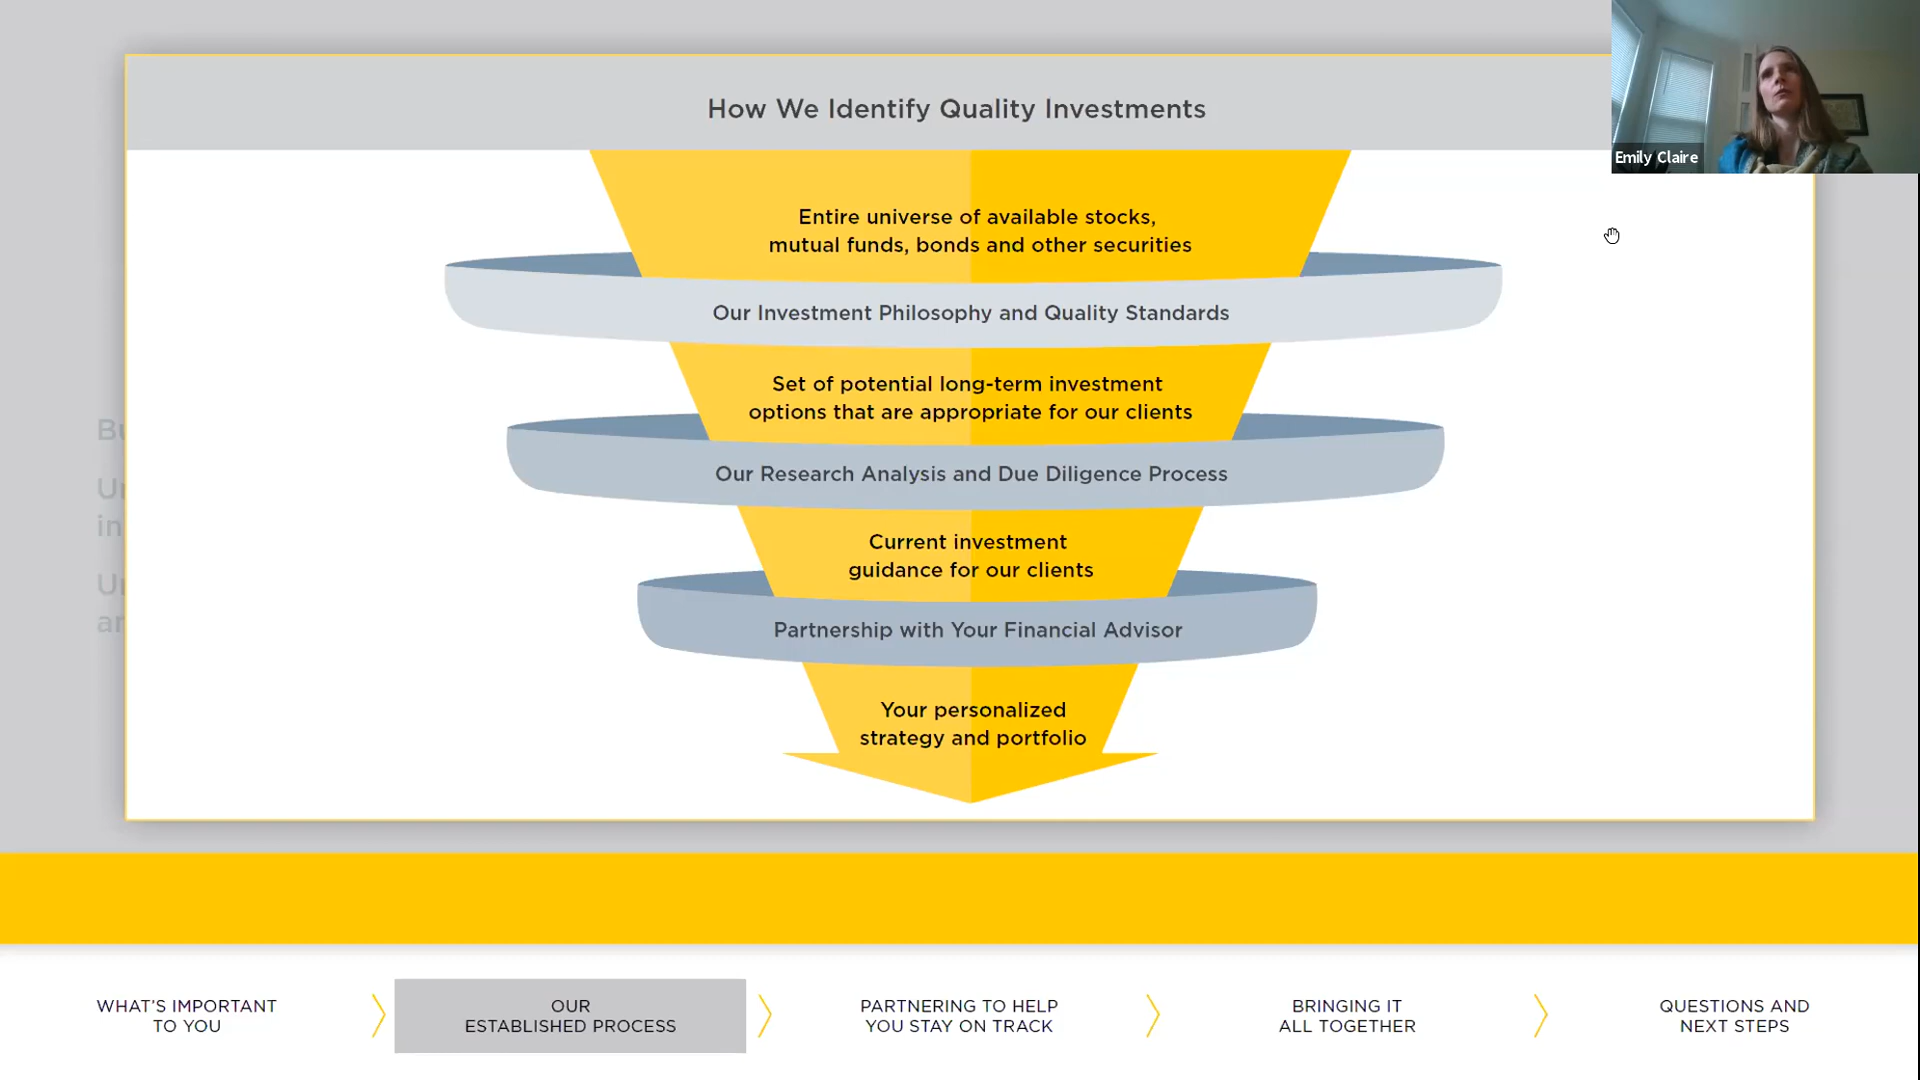 How We Identify Quality Investments
Emily Claire
Entire universe of available stocks,
mutual funds, bonds and other securities
Our Investment Philosophy and Quality Standards
Set of potential long-term investment
options that are appropriate for our clients
Our Research Analysis and Due Diligence Process
Current investment
guidance for our clients
Partnership with Your Financial Advisor
Your personalized
strategy and portfolio
WHAT'S IMPORTANT
TO YOU
OUR
ESTABLISHED PROCESS
PARTNERING TO HELP
YOU STAY ON TRACK
BRINGING IT
ALL TOGETHER
QUESTIONS AND
NEXT STEPS